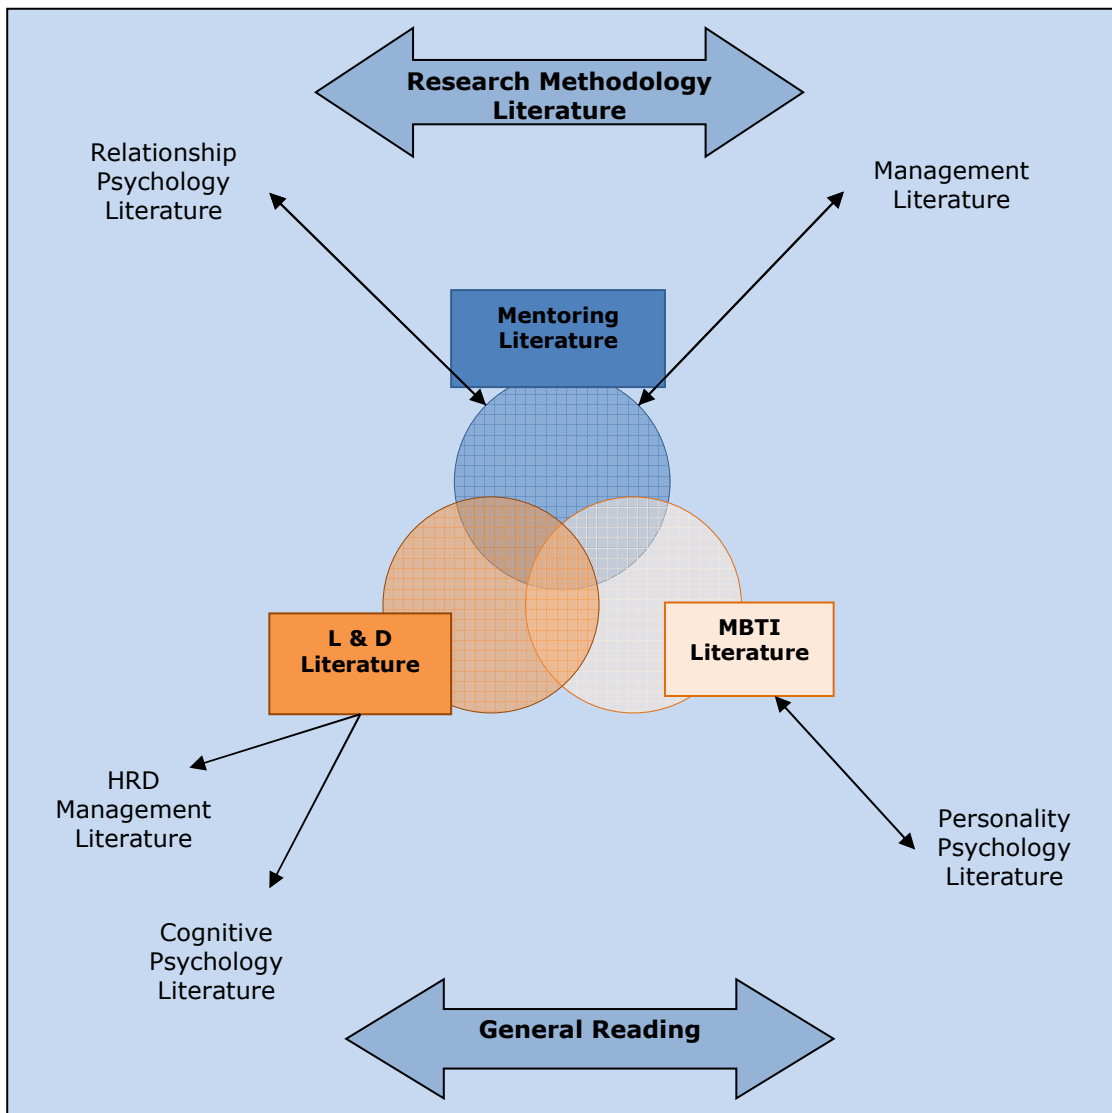 Research Methodology
Literature
Relationship
Psychology
Literature
Management
Literature
Mentoring
Literature
L & D
Literature
MBTI
Literature
HRD
Management
Literature
Personality
Psychology
Literature
Cognitive
Psychology
Literature
General Reading